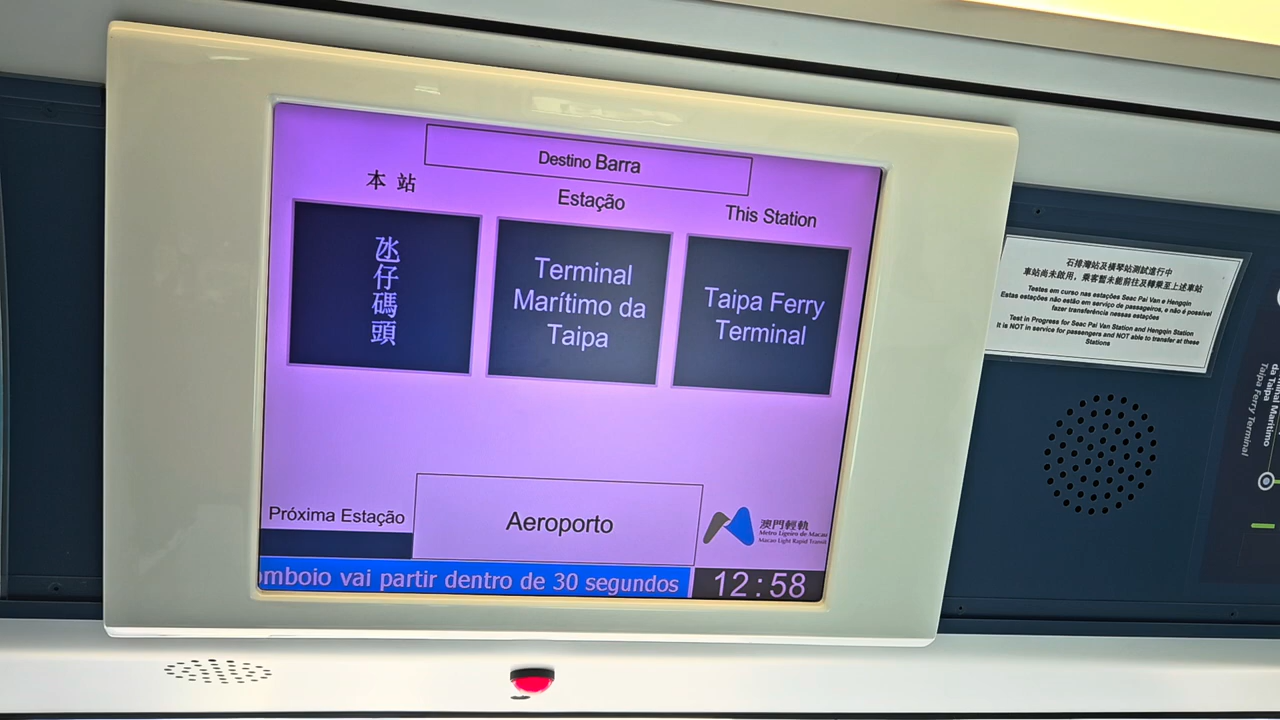 Destino Barra
本站
Estação
This Station
氹仔碼頭
Terminal
Marítimo da
Taipa
Taipa Ferry
Terminal
Próxima Estação
Aeroporto
澳門輕軌
Metro Ligeiro de Macau
Macao Light Rapid Transit
omboio vai partir dentro de 30 segundos
12:58
石排灣站及橫琴站測試進行中
車站尚未啟用，乘客暫未能前往及轉乘至上述車站
Testes em curso nas estações Seac Pai Van e Hengqin
Estas estações não estão em serviço de passageiros, e não é possível
fazer transferência nessas estações
Test in Progress for Seac Pai Van Station and Hengqin Station
It is NOT in service for passengers and NOT able to transfer at these
Stations
da Taipa
Taipa Ferry Terminal